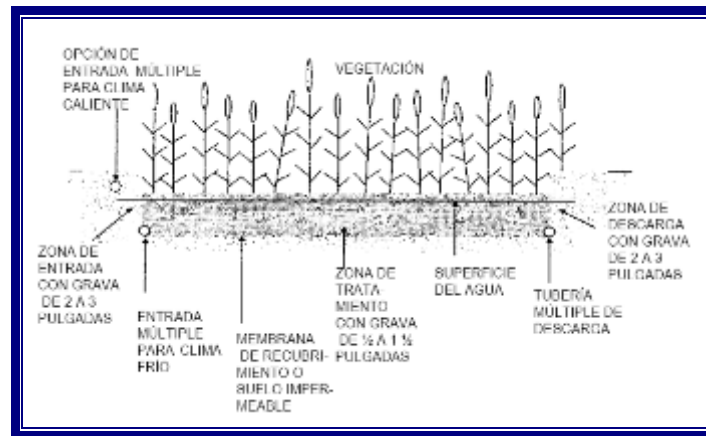 OPCIÓN DE
ENTRADA MÚLTIPLE
PARA CLIMA
CALIENTE
VEGETACIÓN
ZONA DE
ENTRADA
CON GRAVA
DE 2 A 3
PULGADAS
ENTRADA
MÚLTIPLE
PARA CLIMA
FRÍO
MEMBRANA
DE RECUBRI-
MIENTO O
SUELO IMPER-
MEABLE
ZONA DE
TRATA-
MIENTO
CON GRAVA
DE ½ A 1 ½
PULGADAS
SUPERFICIE
DEL AGUA
TUBERÍA
MÚLTIPLE DE
DESCARGA
ZONA DE
DESCARGA
CON GRAVA
DE 2 A 3
PULGADAS